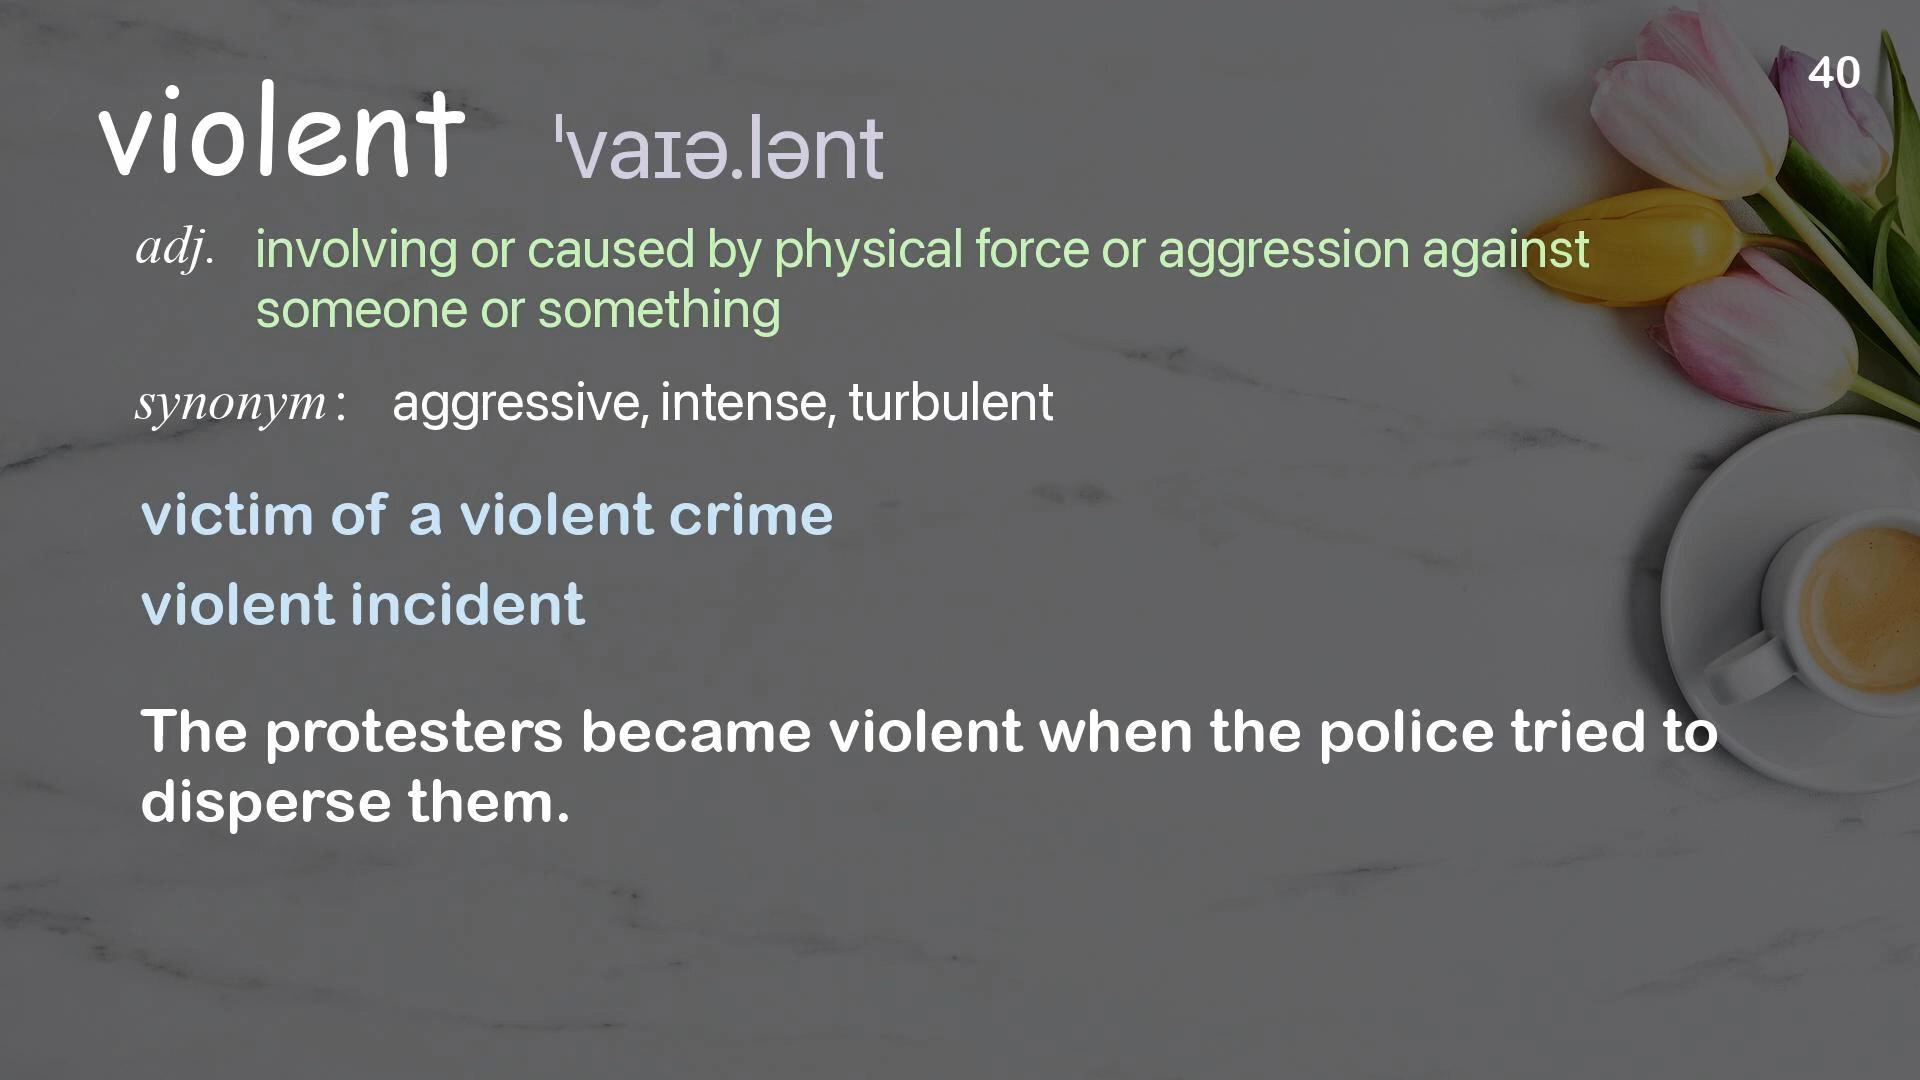 40
violent ˈvaɪə.lənt
adj. involving or caused by physical force or aggression against
someone or something
synonym: aggressive, intense, turbulent
victim of a violent crime
violent incident
The protesters became violent when the police tried to
disperse them.